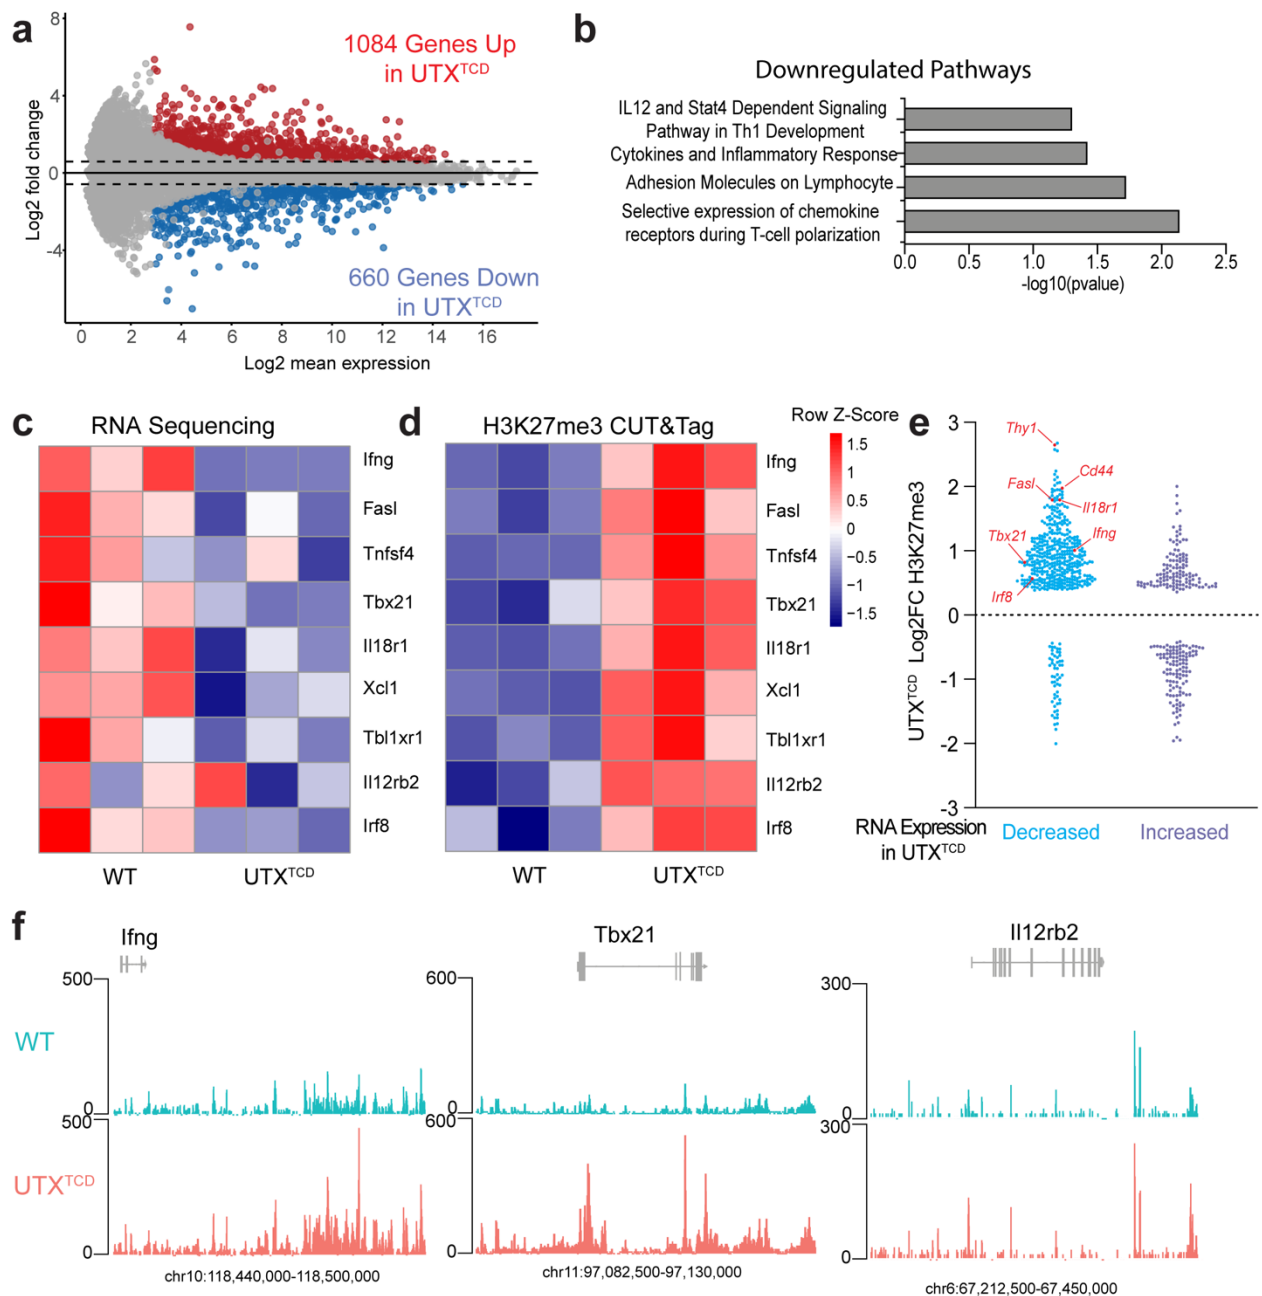 a
8
4
0
−4
Log2 fold change
1084 Genes Up
in UTXTCD
660 Genes Down
in UTXTCD
0 2 4 6 8 10 12 14 16
Log2 mean expression
b
Downregulated Pathways
IL12 and Stat4 Dependent Signaling
Pathway in Th1 Development
Cytokines and Inflammatory Response
Adhesion Molecules on Lymphocyte
Selective expression of chemokine
receptors during T-cell polarization
0.0 0.5 1.0 1.5 2.0 2.5
-log10(pvalue)
c
RNA Sequencing
Ifng
Fasl
Tnfsf4
Tbx21
Il18r1
Xcl1
Tbl1xr1
Il12rb2
Irf8
WT UTXTCD
d
H3K27me3 CUT&Tag
Ifng
Fasl
Tnfsf4
Tbx21
Il18r1
Xcl1
Tbl1xr1
Il12rb2
Irf8
WT UTXTCD
Row Z-Score
1.5
1
0.5
0
−0.5
−1
−1.5
e
3
2
1
0
-1
-2
-3
UTXTCD Log2FC H3K27me3
Thy1
Cd44
Fasl
Il18r1
Tbx21
Ifng
Irf8
RNA Expression
in UTXTCD
Decreased Increased
f
Ifng
Tbx21
Il12rb2
WT
500
0
600
0
300
0
UTXTCD
500
0
600
0
300
0
chr10:118,440,000-118,500,000
chr11:97,082,500-97,130,000
chr6:67,212,500-67,450,000